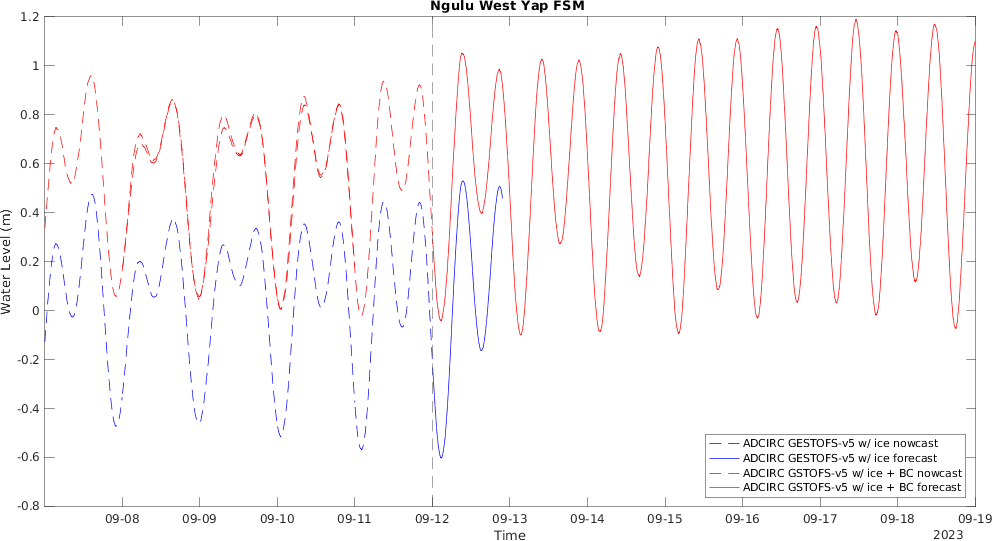 Ngulu West Yap FSM
1.2
1
0.8
0.6
0.4
0.2
0
-0.2
-0.4
-0.6
-0.8
Water Level (m)
ADCIRC GESTOFS-v5 w/ ice nowcast
ADCIRC GESTOFS-v5 w/ ice forecast
ADCIRC GSTOFS-v5 w/ ice + BC nowcast
ADCIRC GSTOFS-v5 w/ ice + BC forecast
09-08 09-09 09-10 09-11 09-12 09-13 09-14 09-15 09-16 09-17 09-18 09-19
Time
2023